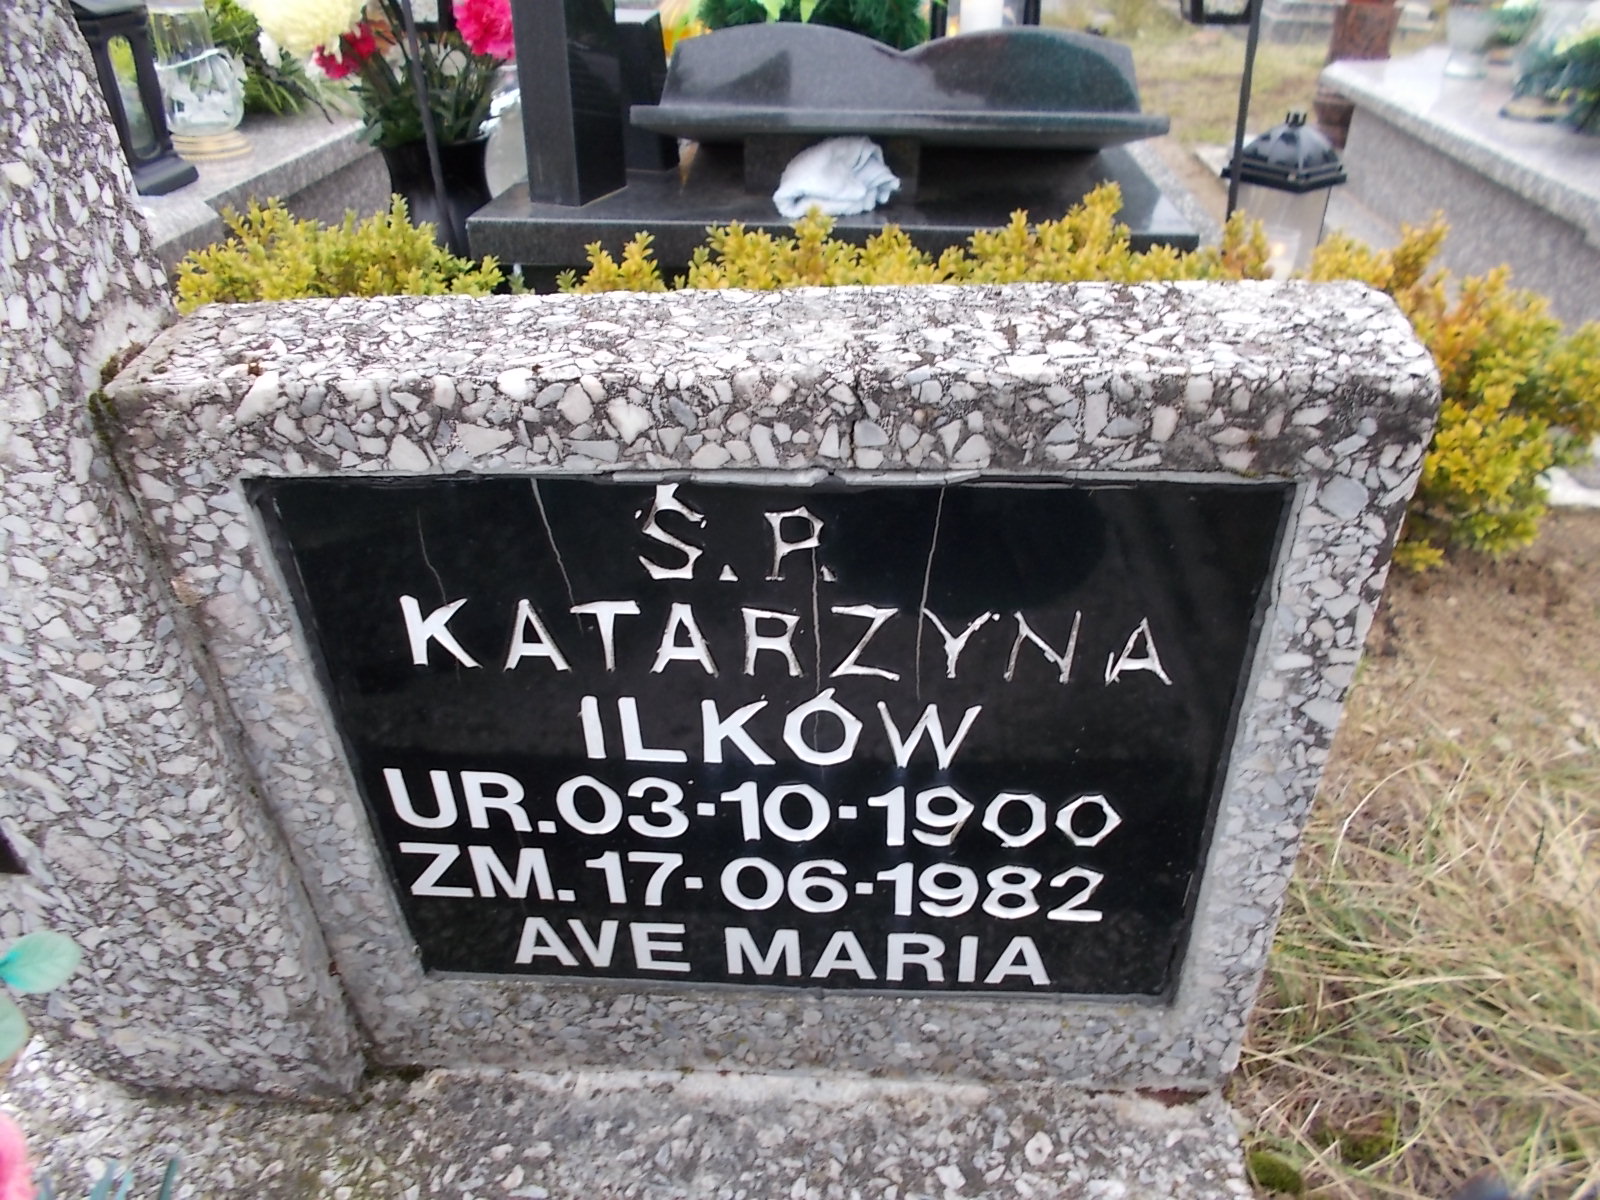 Ś.P.
KATARZYNA
ILKÓW
UR.03-10-1900
ZM.17-06-1982
AVE MARIA